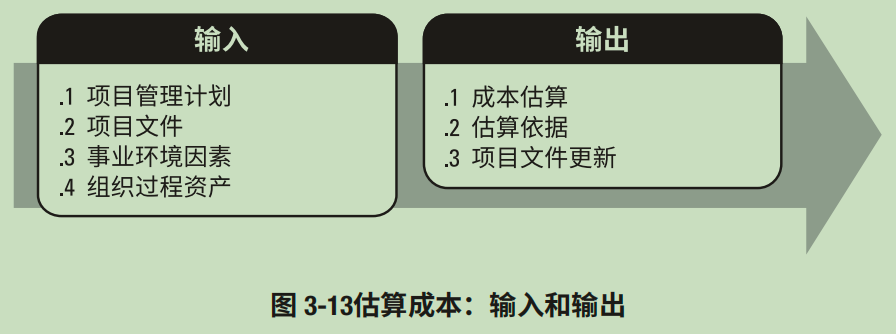 输入
.1 项目管理计划
.2 项目文件
.3 事业环境因素
.4 组织过程资产
输出
.1 成本估算
.2 估算依据
.3 项目文件更新
图 3-13估算成本：输入和输出